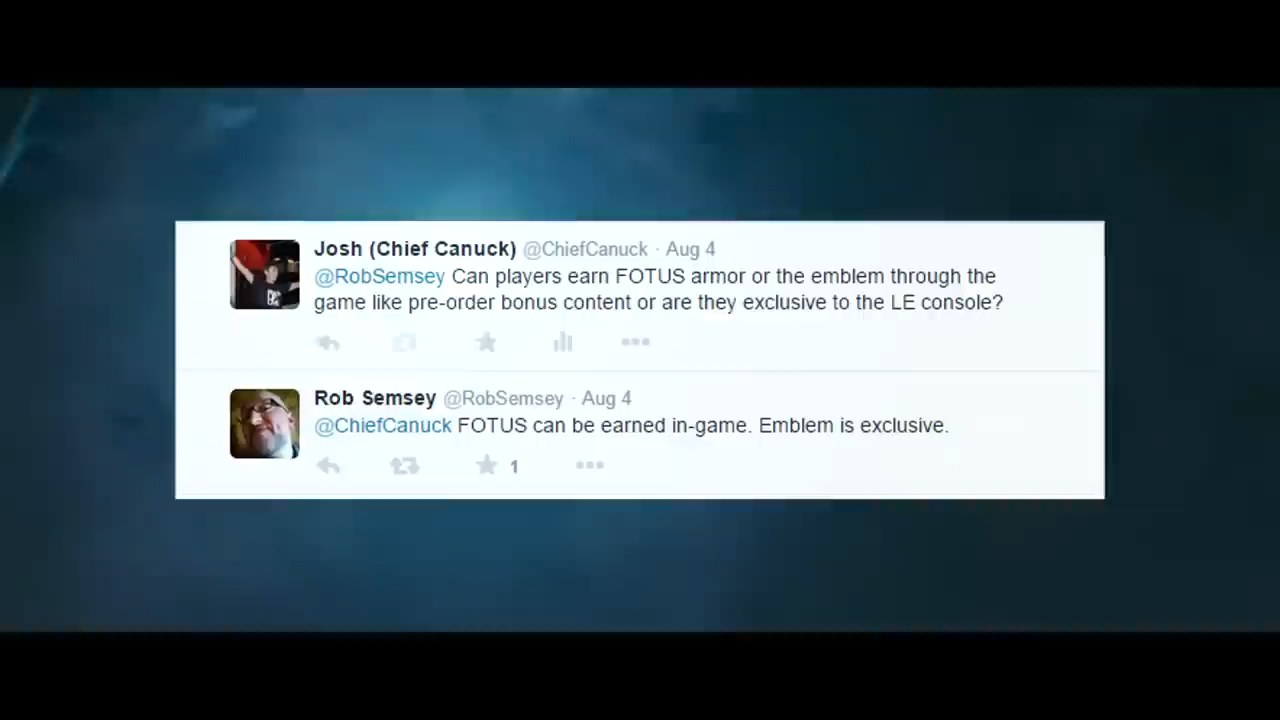 Josh (Chief Canuck) @ChiefCanuck · Aug 4
@RobSemsey Can players earn FOTUS armor or the emblem through the
game like pre-order bonus content or are they exclusive to the LE console?
Rob Semsey @RobSemsey · Aug 4
@ChiefCanuck FOTUS can be earned in-game. Emblem is exclusive.
1